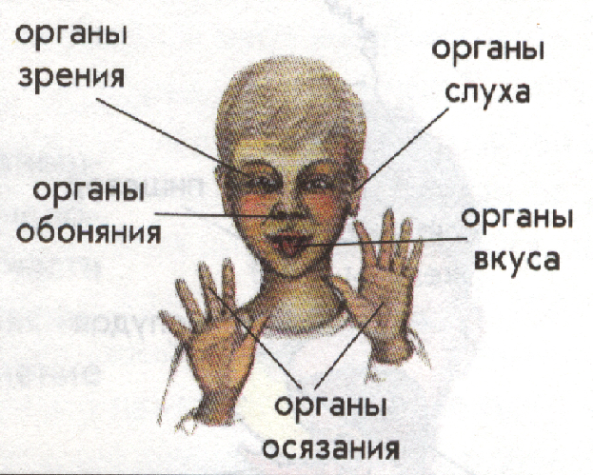 органы
зрения
органы
слуха
органы
обоняния
органы
вкуса
органы
осязания